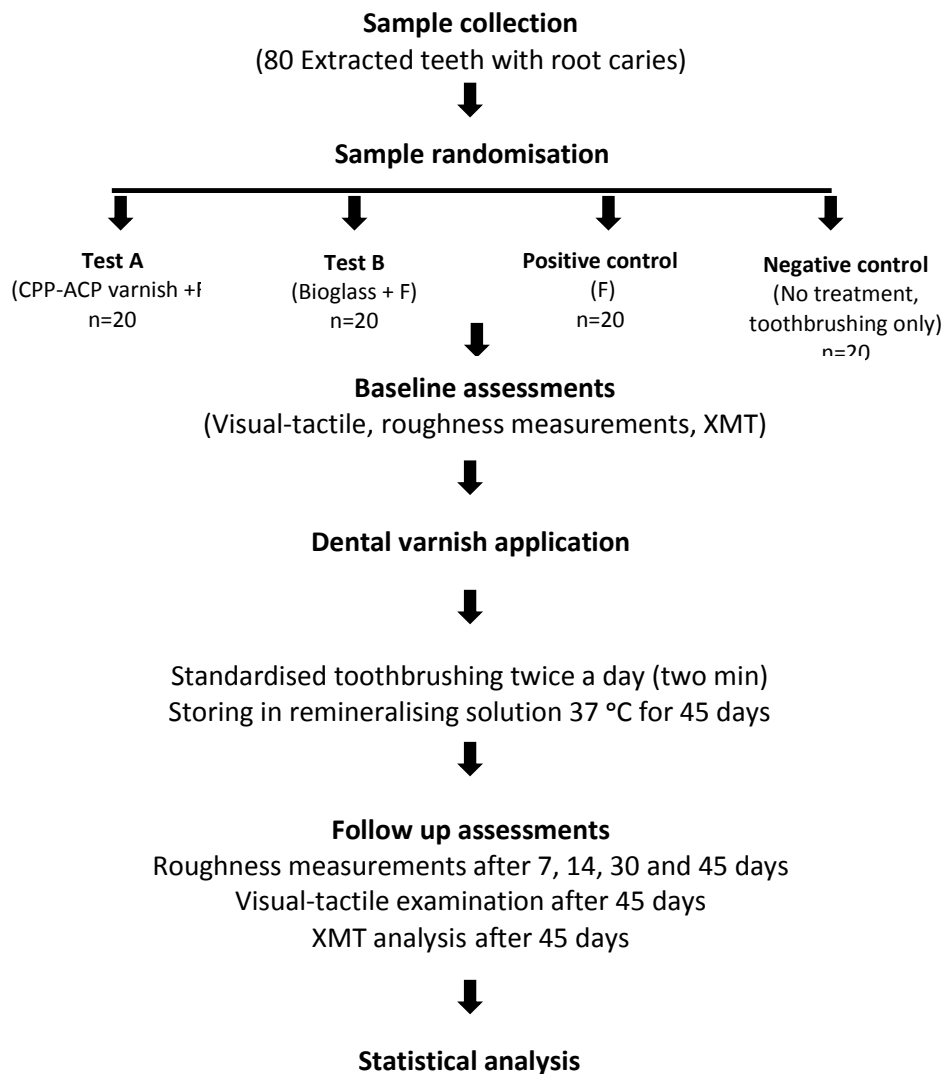 Sample collection
(80 Extracted teeth with root caries)
Sample randomisation
Test A
(CPP-ACP varnish +F
n=20
Test B
(Bioglass + F)
n=20
Positive control
(F)
n=20
Negative control
(No treatment,
toothbrushing only)
n=20
Baseline assessments
(Visual-tactile, roughness measurements, XMT)
Dental varnish application
Standardised toothbrushing twice a day (two min)
Storing in remineralising solution 37 °C for 45 days
Follow up assessments
Roughness measurements after 7, 14, 30 and 45 days
Visual-tactile examination after 45 days
XMT analysis after 45 days
Statistical analysis